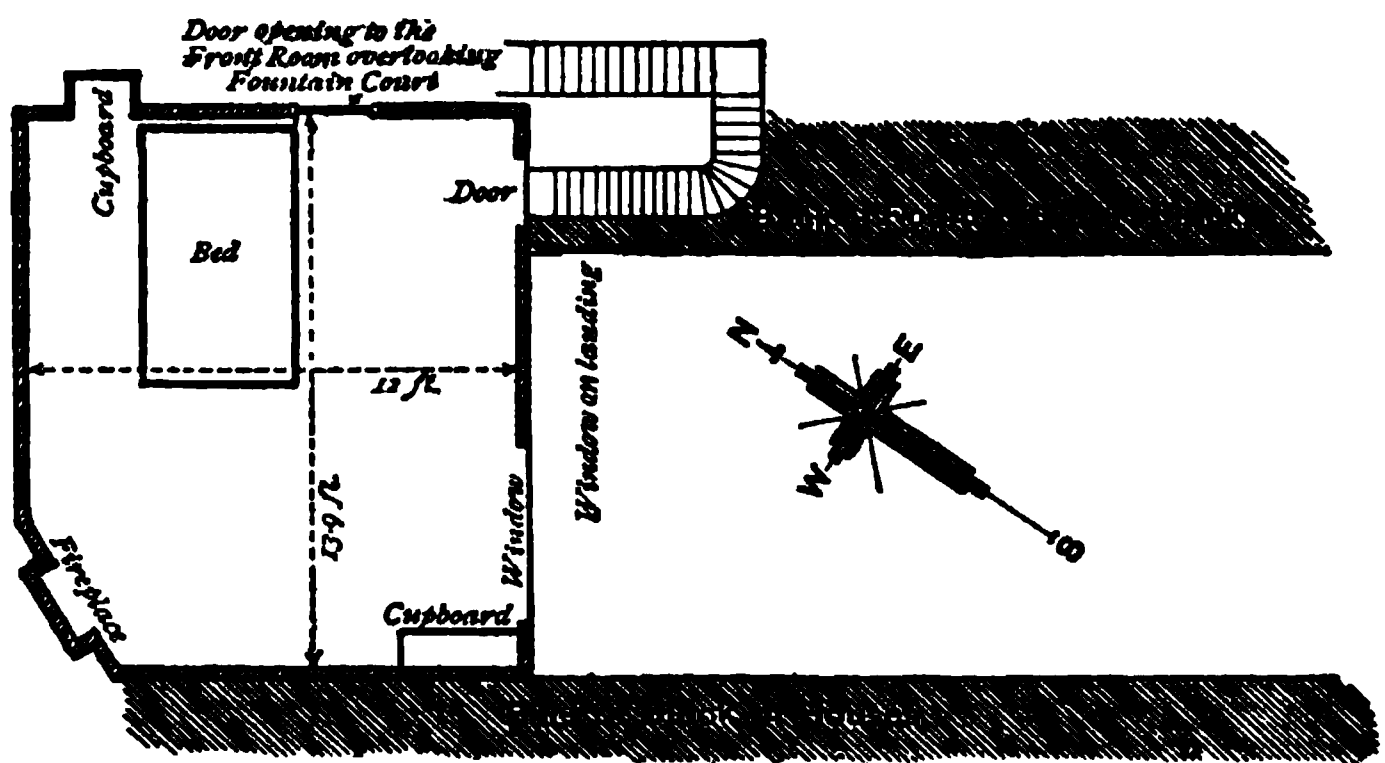 Door opening to the
Front Room overlooking
Fountain Court
Cupboard
Door
Bed
Window on landing
N
E
W
S
12 ft.
13·9 ft.
Window
Fireplace
Cupboard